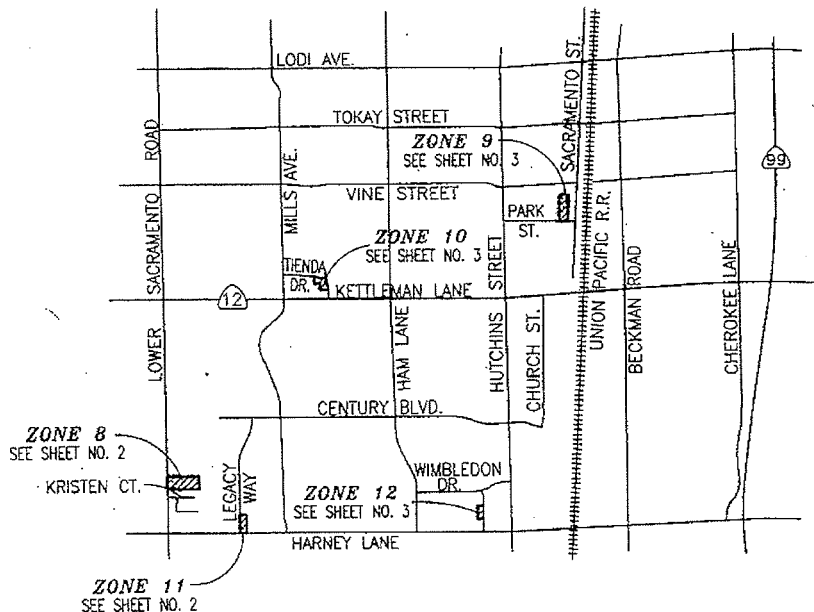 LODI AVE.
SACRAMENTO ST.
TOKAY STREET
ROAD
ZONE 9
SEE SHEET NO. 3
99
MILLS AVE.
VINE STREET
PARK
ST.
ZONE 10
SEE SHEET NO. 3
TIENDA
DR.
KETTLEMAN LANE
12
LOWER SACRAMENTO
HAM LANE
HUTCHINS STREET
CHURCH ST.
UNION PACIFIC R.R.
BECKMAN ROAD
CHEROKEE LANE
CENTURY BLVD.
ZONE 8
SEE SHEET NO. 2
KRISTEN CT.
LEGACY
WAY
WIMBLEDON
DR.
ZONE 12
SEE SHEET NO. 3
HARNEY LANE
ZONE 11
SEE SHEET NO. 2